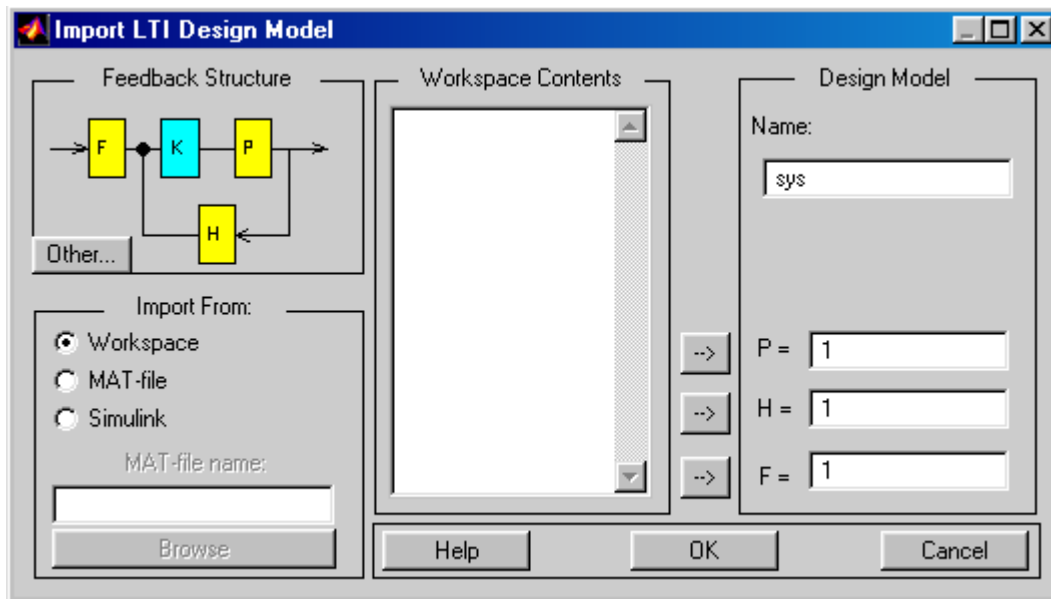 Import LTI Design Model
Feedback Structure
F
K
P
H
Other...
Import From:
Workspace
MAT-file
Simulink
MAT-file name:
Browse
Workspace Contents
-->
-->
-->
Design Model
Name:
sys
P = 1
H = 1
F = 1
Help
OK
Cancel